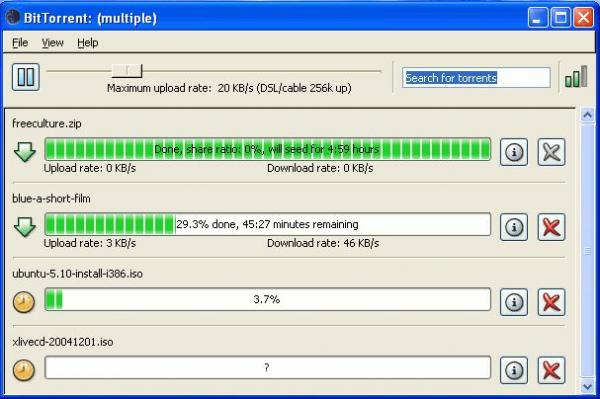 BitTorrent: (multiple)
File View Help
Search for torrents
Maximum upload rate: 20 KB/s (DSL/cable 256k up)
freeculture.zip
Done, share ratio: 0%, will seed for 4:59 hours
Upload rate: 0 KB/s Download rate: 0 KB/s
blue-a-short-film
29.3% done, 45:27 minutes remaining
Upload rate: 3 KB/s Download rate: 46 KB/s
ubuntu-5.10-install-i386.iso
3.7%
xlivecd-20041201.iso
?